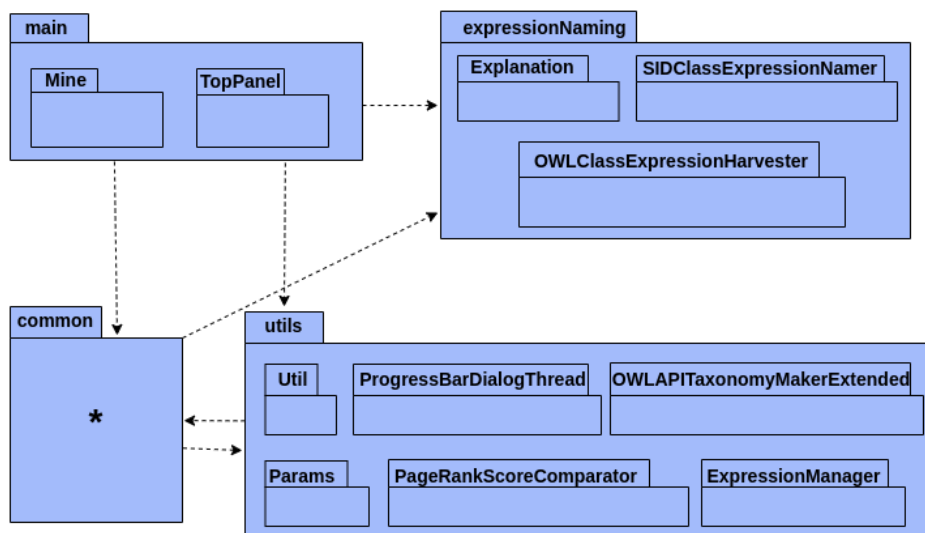 main
Mine
TopPanel
expressionNaming
Explanation
SIDClassExpressionNamer
OWLClassExpressionHarvester
common
*
utils
Util
ProgressBarDialogThread
OWLAPITaxonomyMakerExtended
Params
PageRankScoreComparator
ExpressionManager